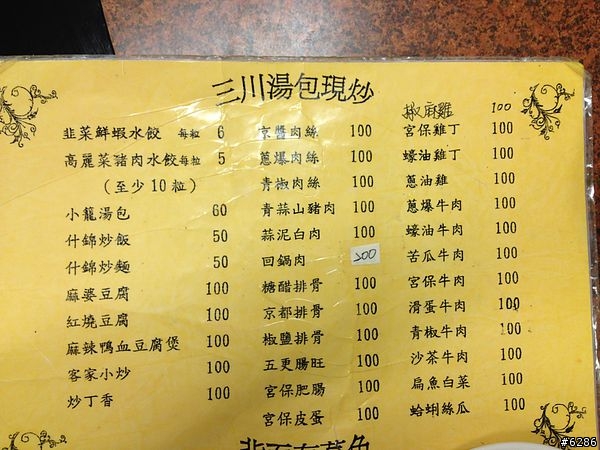 三川湯包現炒
韭菜鮮蝦水餃 每粒 6
高麗菜豬肉水餃每粒 5
(至少10粒)
小籠湯包 60
什錦炒飯 50
什錦炒麵 50
麻婆豆腐 100
紅燒豆腐 100
麻辣鴨血豆腐煲 100
客家小炒 100
炒丁香 100
京醬肉絲 100
蔥爆肉絲 100
青椒肉絲 100
青蒜山豬肉 100
蒜泥白肉 100
回鍋肉 200
糖醋排骨 100
京都排骨 100
椒鹽排骨 100
五更腸旺 100
宮保肥腸 100
宮保皮蛋 100
椒麻雞 100
宮保雞丁 100
蠔油雞丁 100
蔥油雞 100
蔥爆牛肉 100
蠔油牛肉 100
苦瓜牛肉 100
宮保牛肉 100
滑蛋牛肉 100
青椒牛肉 100
沙茶牛肉 100
扁魚白菜 100
蛤蜊絲瓜 100
#6286